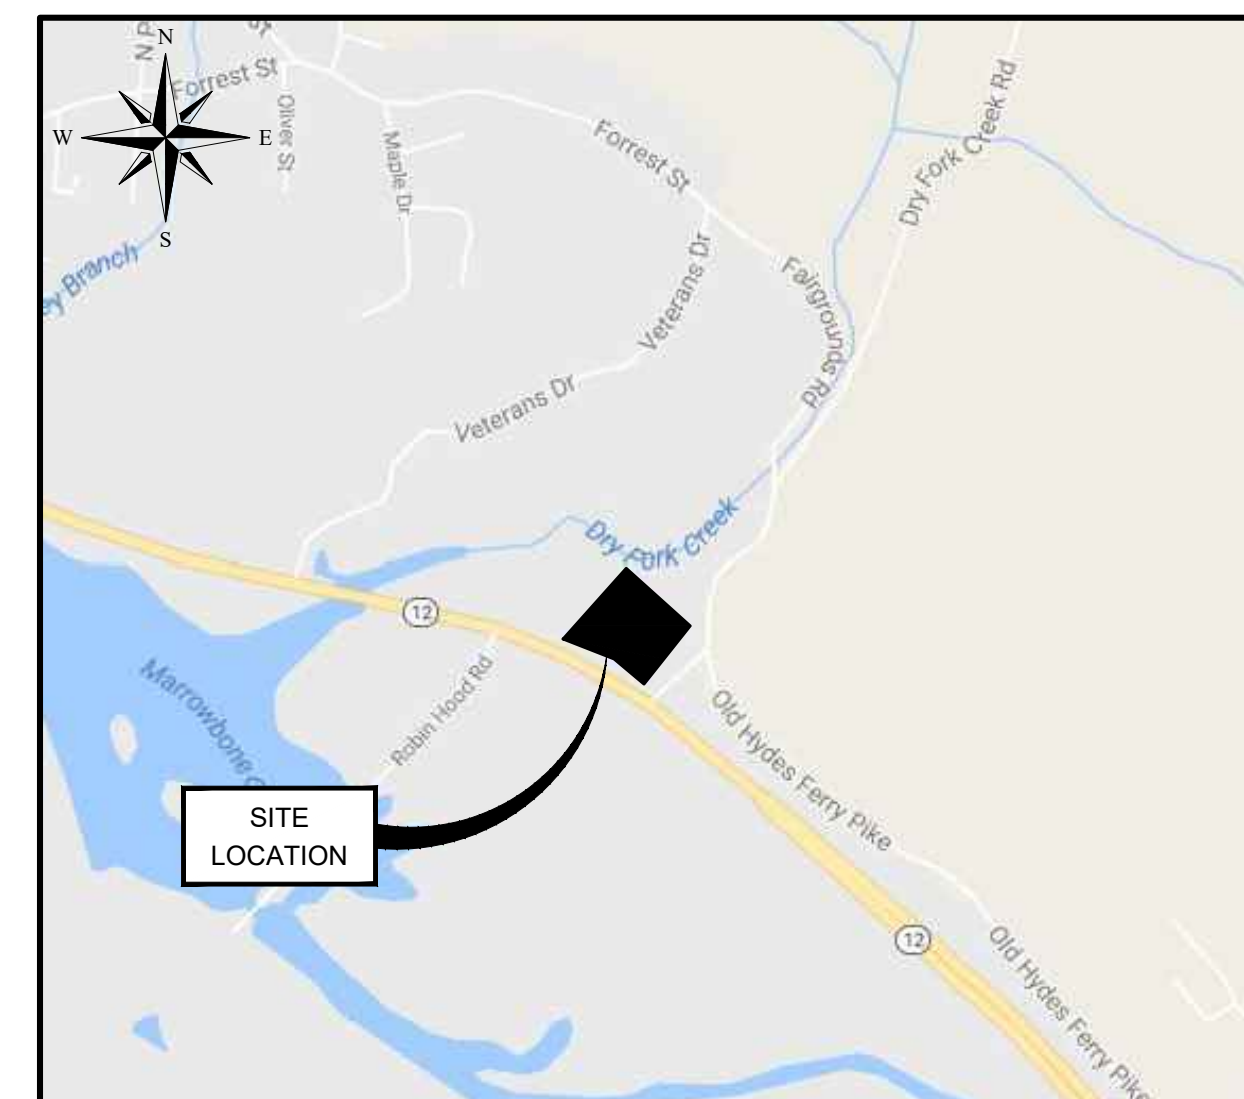 St
N P
N
Forrest St
W
E
Oliver St
Maple Dr
Forrest St
Dry Fork Creek Rd
S
ey Branch
Veterans Dr
Fairgrounds Rd
Veterans Dr
Dry Fork Creek
12
Marrowbone C
Robin Hood Rd
Old Hydes Ferry Pike
SITE
LOCATION
12
Old Hydes Ferry Pike